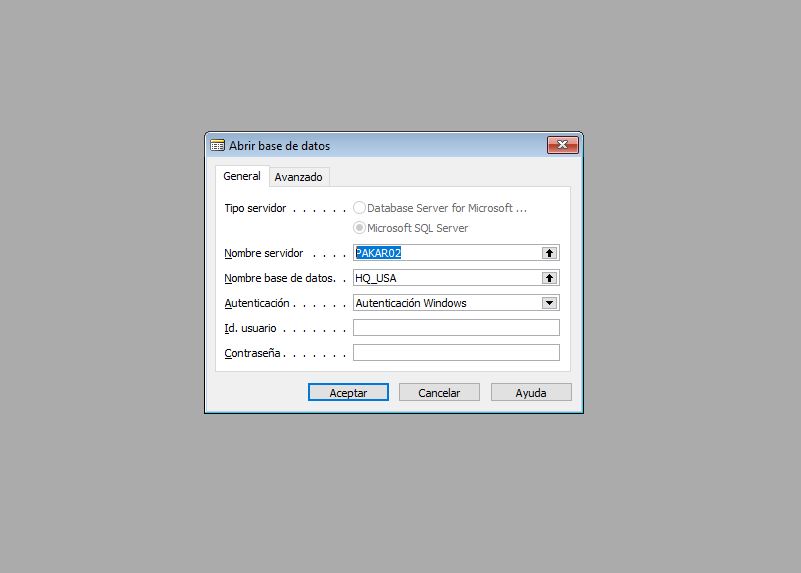 Abrir base de datos
General Avanzado
Tipo servidor . . . . . . Database Server for Microsoft ...
Microsoft SQL Server
Nombre servidor . . . . PAKAR02
Nombre base de datos. . HQ_USA
Autenticación . . . . . . Autenticación Windows
Id. usuario . . . . . . .
Contraseña . . . . . . .
Aceptar Cancelar Ayuda